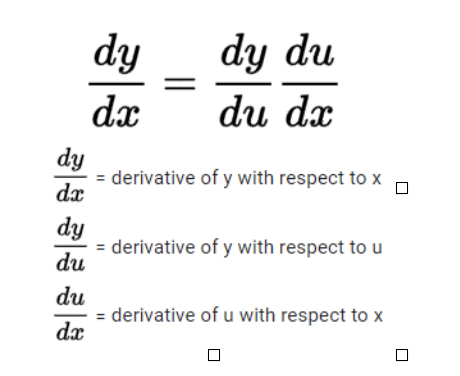 dy/dx = dy/du du/dx
dy/dx = derivative of y with respect to x
dy/du = derivative of y with respect to u
du/dx = derivative of u with respect to x